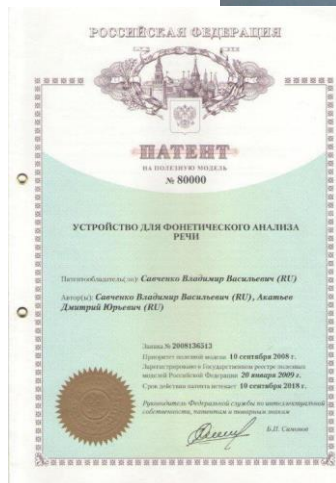 РОССИЙСКАЯ ФЕДЕРАЦИЯ
ПАТЕНТ
НА ПОЛЕЗНУЮ МОДЕЛЬ
№ 80000
УСТРОЙСТВО ДЛЯ ФОНЕТИЧЕСКОГО АНАЛИЗА
РЕЧИ
Патентообладатель(ли): Савченко Владимир Васильевич (RU)
Автор(ы): Савченко Владимир Васильевич (RU), Акатьев
Дмитрий Юрьевич (RU)
Заявка № 2008136513
Приоритет полезной модели 10 сентября 2008 г.
Зарегистрировано в Государственном реестре полезных
моделей Российской Федерации 20 января 2009 г.
Срок действия патента истекает 10 сентября 2018 г.
Руководитель Федеральной службы по интеллектуальной
собственности, патентам и товарным знакам
Б.П. Симонов